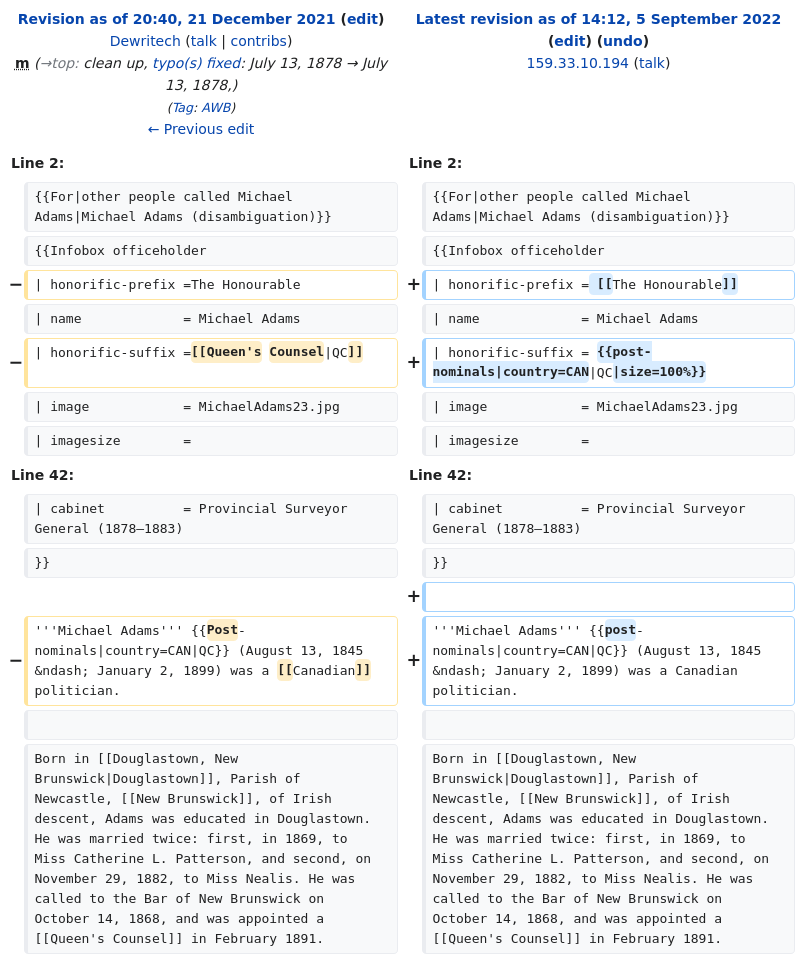 Revision as of 20:40, 21 December 2021 (edit)
Dewritech (talk | contribs)
m (→top: clean up, typo(s) fixed: July 13, 1878 → July
13, 1878,)
(Tag: AWB)
← Previous edit
Latest revision as of 14:12, 5 September 2022
(edit) (undo)
159.33.10.194 (talk)
Line 2:
Line 2:
{{For|other people called Michael
Adams|Michael Adams (disambiguation)}}
{{For|other people called Michael
Adams|Michael Adams (disambiguation)}}
{{Infobox officeholder
{{Infobox officeholder
− | honorific-prefix =The Honourable
+ | honorific-prefix = [[The Honourable]]
| name            = Michael Adams
| name            = Michael Adams
− | honorific-suffix =[[Queen's Counsel|QC]]
+ | honorific-suffix = {{post-
nominals|country=CAN|QC|size=100%}}
| image            = MichaelAdams23.jpg
| image            = MichaelAdams23.jpg
| imagesize        =
| imagesize        =
Line 42:
Line 42:
| cabinet          = Provincial Surveyor
General (1878–1883)
| cabinet          = Provincial Surveyor
General (1878–1883)
}}
}}
+
− '''Michael Adams''' {{Post-
nominals|country=CAN|QC}} (August 13, 1845
&ndash; January 2, 1899) was a [[Canadian]]
politician.
+ '''Michael Adams''' {{post-
nominals|country=CAN|QC}} (August 13, 1845
&ndash; January 2, 1899) was a Canadian
politician.
Born in [[Douglastown, New
Brunswick|Douglastown]], Parish of
Newcastle, [[New Brunswick]], of Irish
descent, Adams was educated in Douglastown.
He was married twice: first, in 1869, to
Miss Catherine L. Patterson, and second, on
November 29, 1882, to Miss Nealis. He was
called to the Bar of New Brunswick on
October 14, 1868, and was appointed a
[[Queen's Counsel]] in February 1891.
Born in [[Douglastown, New
Brunswick|Douglastown]], Parish of
Newcastle, [[New Brunswick]], of Irish
descent, Adams was educated in Douglastown.
He was married twice: first, in 1869, to
Miss Catherine L. Patterson, and second, on
November 29, 1882, to Miss Nealis. He was
called to the Bar of New Brunswick on
October 14, 1868, and was appointed a
[[Queen's Counsel]] in February 1891.